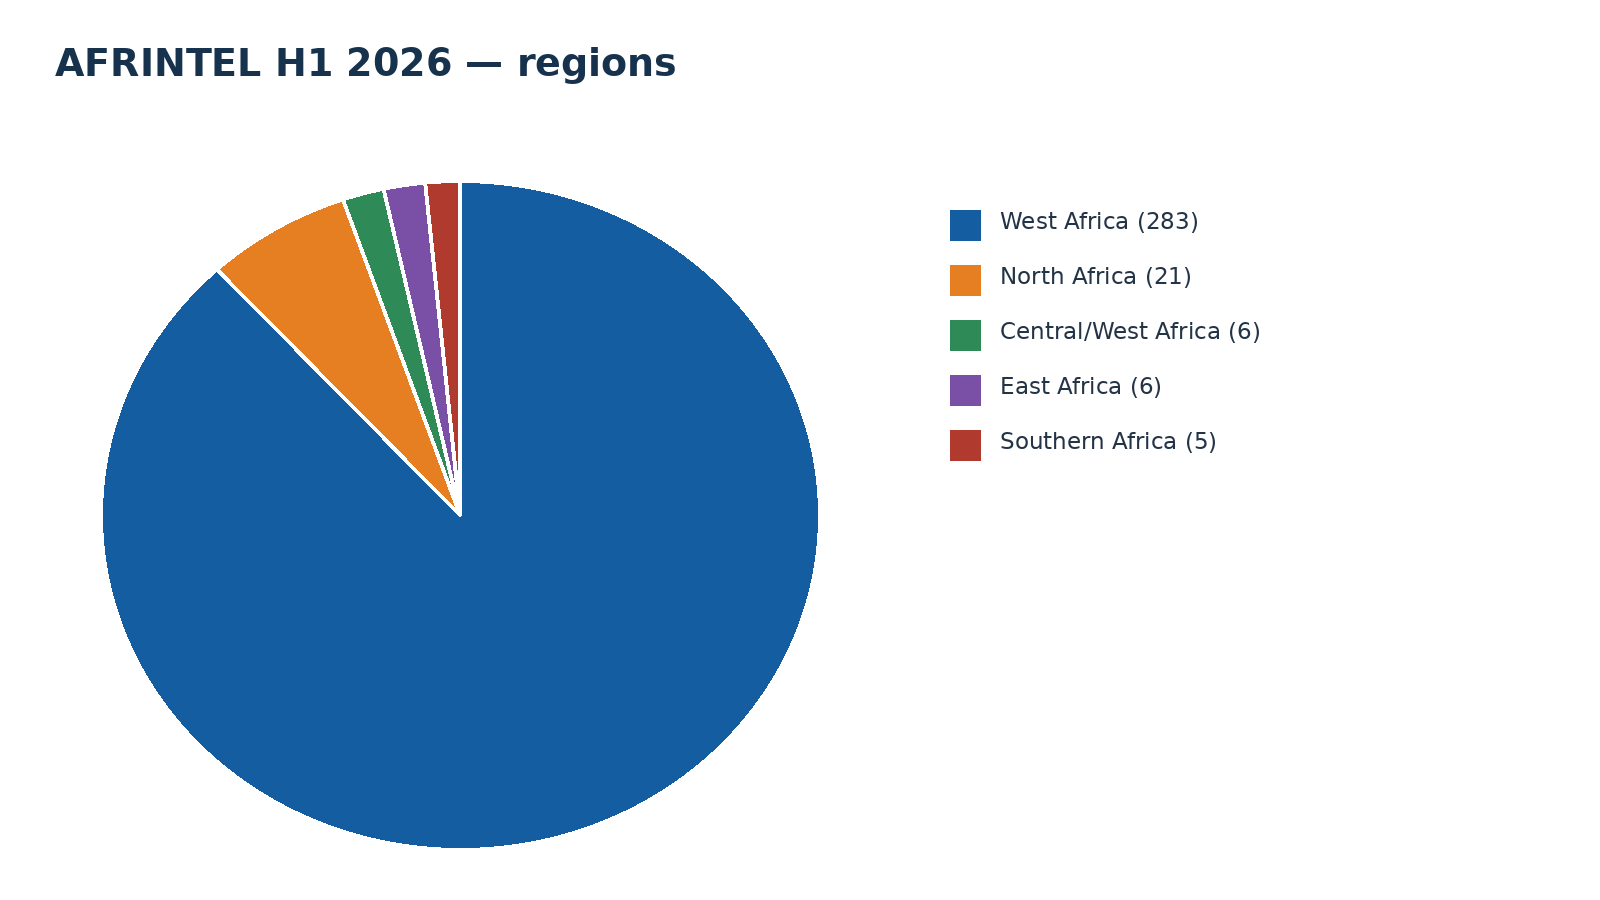 AFRINTEL H1 2026 — regions
West Africa (283)
North Africa (21)
Central/West Africa (6)
East Africa (6)
Southern Africa (5)